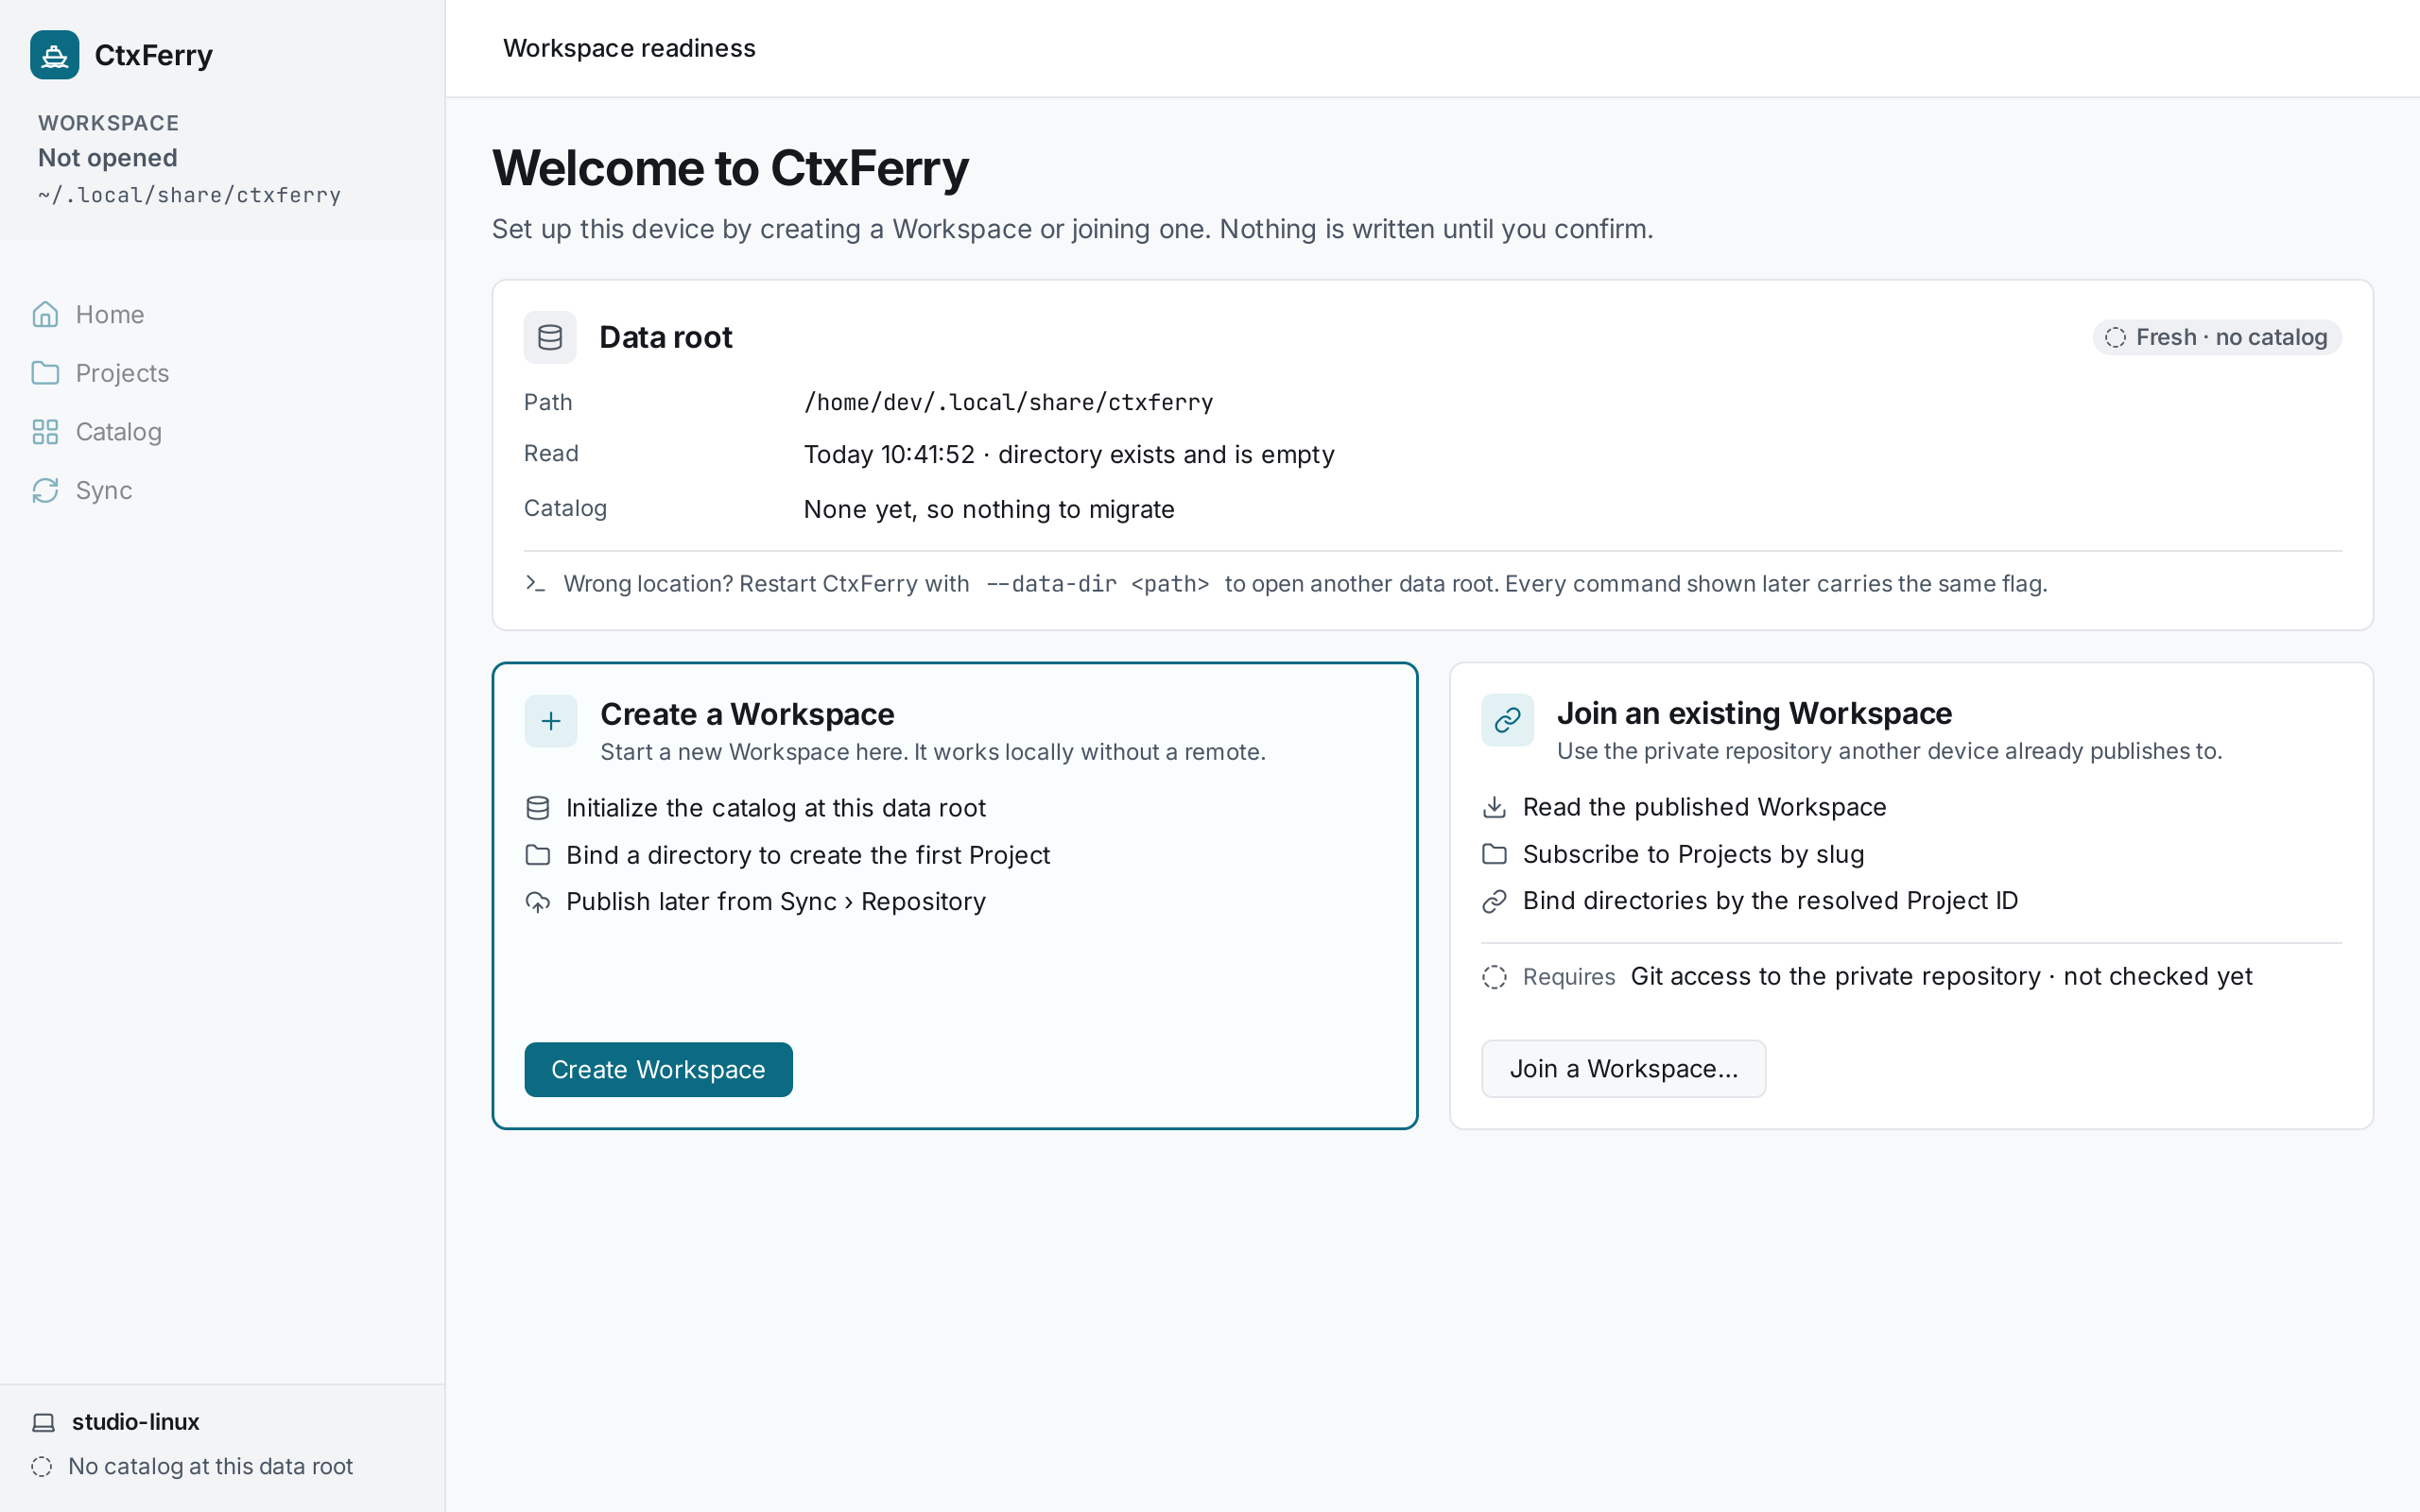 CtxFerry
WORKSPACE
Not opened
~/.local/share/ctxferry
Home
Projects
Catalog
Sync
studio-linux
No catalog at this data root
Workspace readiness
Welcome to CtxFerry
Set up this device by creating a Workspace or joining one. Nothing is written until you confirm.
Data root
Fresh · no catalog
Path /home/dev/.local/share/ctxferry
Read Today 10:41:52 · directory exists and is empty
Catalog None yet, so nothing to migrate
Wrong location? Restart CtxFerry with --data-dir <path> to open another data root. Every command shown later carries the same flag.
Create a Workspace
Start a new Workspace here. It works locally without a remote.
Initialize the catalog at this data root
Bind a directory to create the first Project
Publish later from Sync › Repository
Create Workspace
Join an existing Workspace
Use the private repository another device already publishes to.
Read the published Workspace
Subscribe to Projects by slug
Bind directories by the resolved Project ID
Requires Git access to the private repository · not checked yet
Join a Workspace...